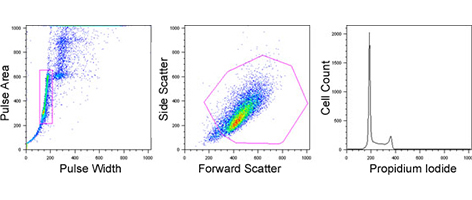 Pulse Area
1000
800
600
400
200
0
0 200 400 600 800 1000
Pulse Width
Side Scatter
1000
800
600
400
200
0
0 200 400 600 800 1000
Forward Scatter
Cell Count
2000
1500
1000
500
0
0 200 400 600 800 1000
Propidium Iodide